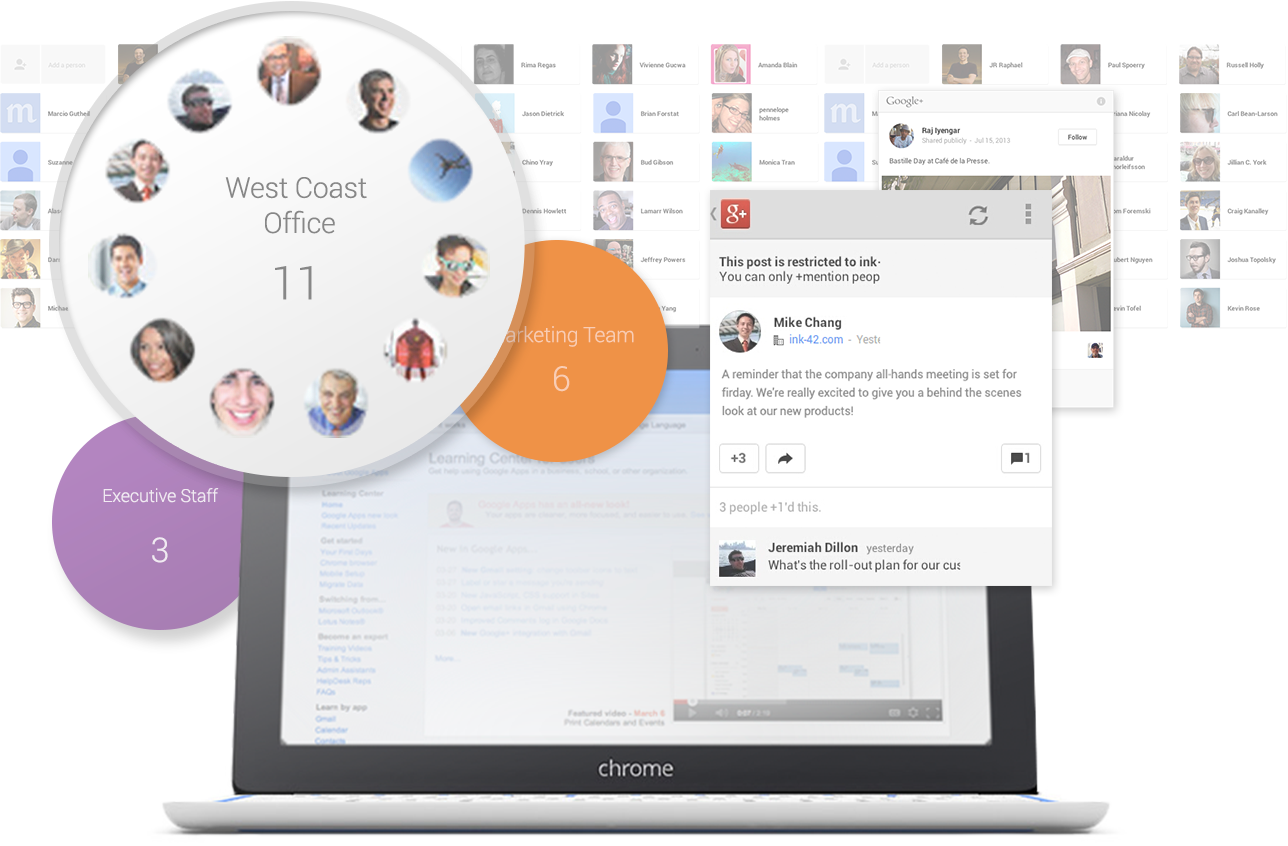 Add a person
Rima Regas
Vivienne Gucwa
Amanda Blain
Add a person
JR Raphael
Paul Spoerry
Russell Holly
Marcio Guthell
Jason Dietrick
Brian Forstat
pennelope
holmes
riana Nicolay
Carl Bean-Larson
Suzanne
Chino Yray
Bud Gibson
Monica Tran
Su
haraldur
horleifsson
Jillian C. York
Alas
Dennis Howlett
Lamarr Wilson
om Foremski
Craig Kanalley
Dan
Jeffrey Powers
ubert Nguyen
Joshua Topolsky
Michae
Yang
vin Tofel
Kevin Rose
West Coast
Office
11
arketing Team
6
Executive Staff
3
Google+
Raj Iyengar
Shared publicly - Jul 15, 2013
Follow
Bastille Day at Café de la Presse.
g+
This post is restricted to ink-
You can only +mention peop
Mike Chang
ink-42.com - Yeste
A reminder that the company all-hands meeting is set for
firday. We're really excited to give you a behind the scenes
look at our new products!
+3
1
3 people +1'd this.
Jeremiah Dillon yesterday
What's the roll-out plan for our cus
ge Language
Learning Center
Get help using Google Apps in a business, school, or other organization.
Learning Center
Home
Google Apps new look
Recent Updates
Get started
Your First Days
Chrome browser
Mobile Setup
Migrate Data
Switching from...
Microsoft Outlook®
Lotus Notes®
Become an expert
Training Videos
Tips & Tricks
Admin Assistants
HelpDesk Reps
FAQs
Learn by app
Gmail
Calendar
Contacts
Google Apps has an all-new look!
New in Google Apps...
More...
Featured video - March 6
Print Calendars and Events
0:07 / 2:10
chrome